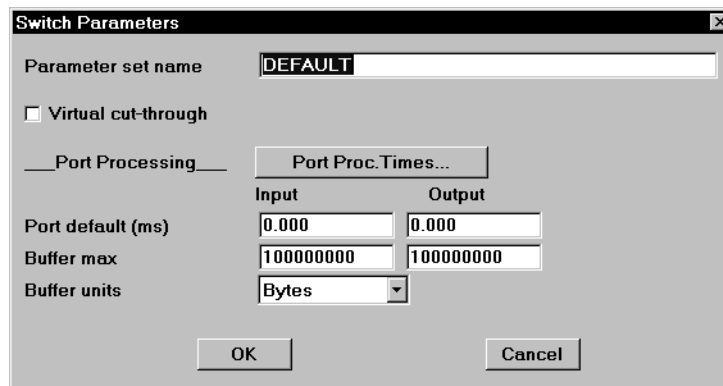 Switch Parameters
Parameter set name DEFAULT
Virtual cut-through
___Port Processing___ Port Proc.Times...
Input Output
Port default (ms) 0.000 0.000
Buffer max 100000000 100000000
Buffer units Bytes
OK Cancel